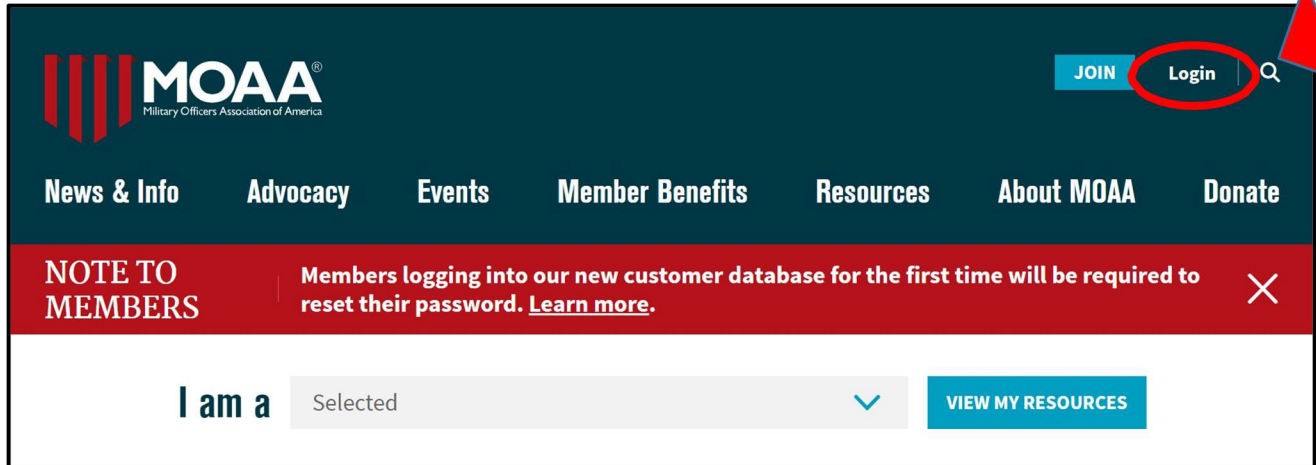 MOAA®
Military Officers Association of America
JOIN
Login
News & Info
Advocacy
Events
Member Benefits
Resources
About MOAA
Donate
NOTE TO
MEMBERS
Members logging into our new customer database for the first time will be required to
reset their password. Learn more.
I am a
Selected
VIEW MY RESOURCES